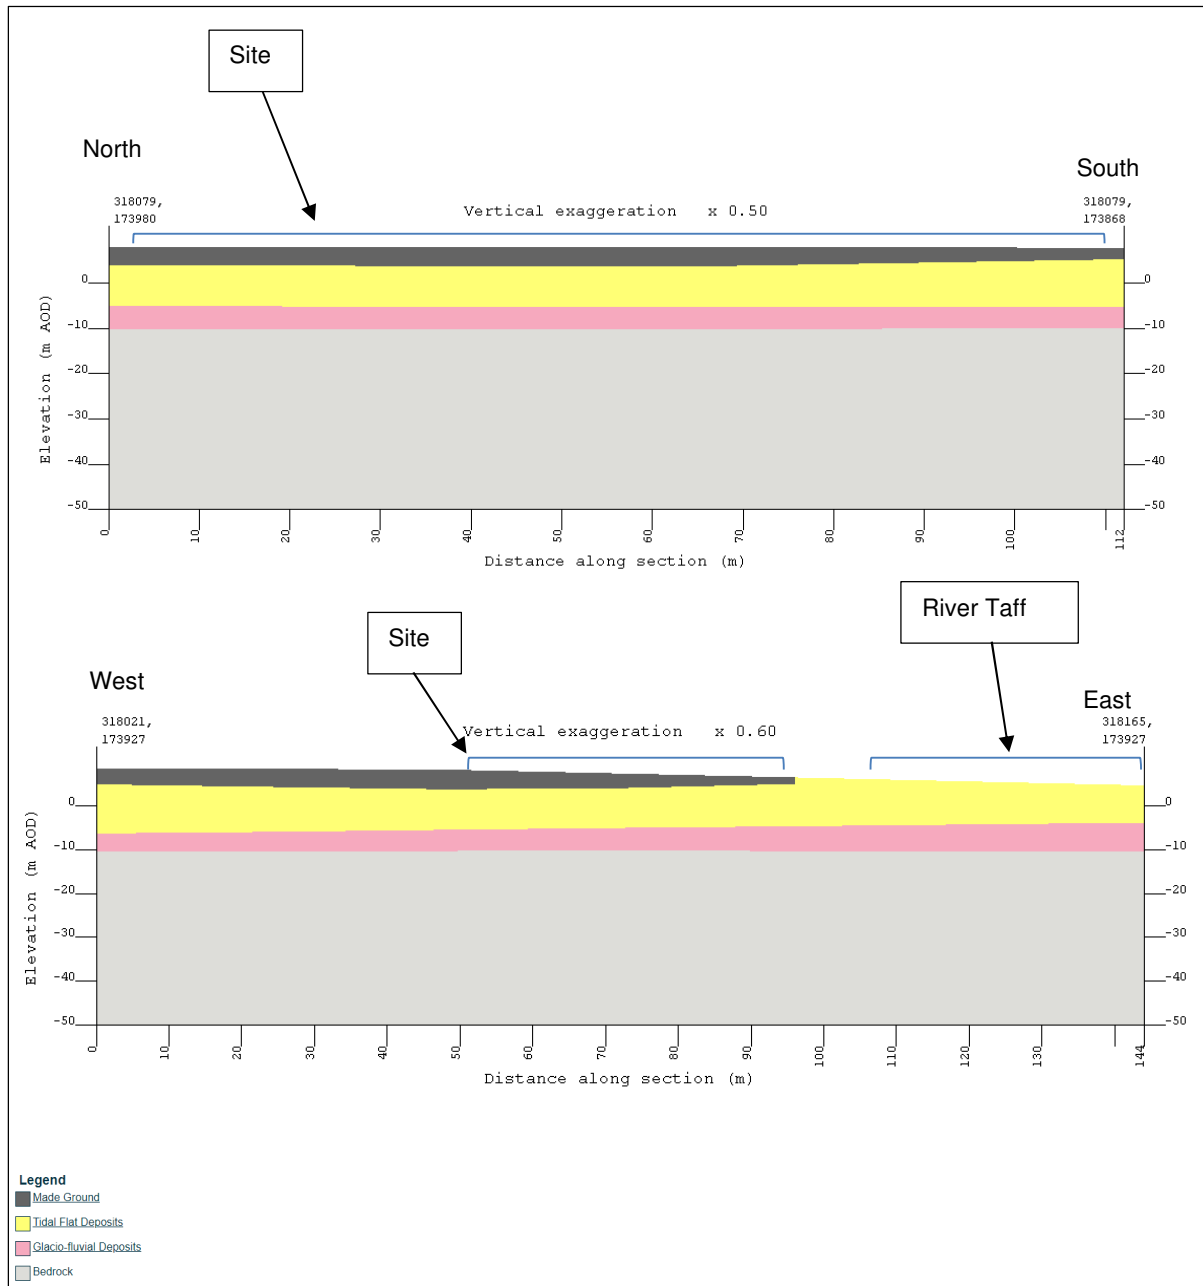 Site
North
South
318079,
173980
Vertical exaggeration x 0.50
318079,
173868
0
-10
-20
-30
-40
-50
Elevation (m AOD)
0
-10
-20
-30
-40
-50
0 10 20 30 40 50 60 70 80 90 100 112
Distance along section (m)
Site
River Taff
West
East
318021,
173927
Vertical exaggeration x 0.60
318165,
173927
0
-10
-20
-30
-40
-50
Elevation (m AOD)
0
-10
-20
-30
-40
-50
0 10 20 30 40 50 60 70 80 90 100 110 120 130 144
Distance along section (m)
Legend
Made Ground
Tidal Flat Deposits
Glacio-fluvial Deposits
Bedrock